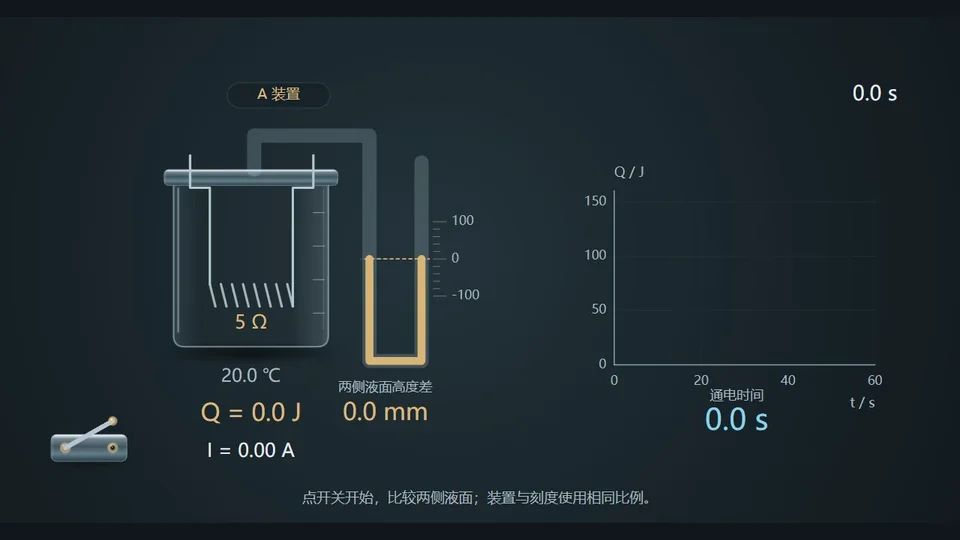 A 装置
0.0 s
5 Ω
100
0
-100
20.0 ℃
Q = 0.0 J
I = 0.00 A
两侧液面高度差
0.0 mm
Q / J
150
100
50
0
0
20
40
60
t / s
通电时间
0.0 s
点开关开始，比较两侧液面；装置与刻度使用相同比例。